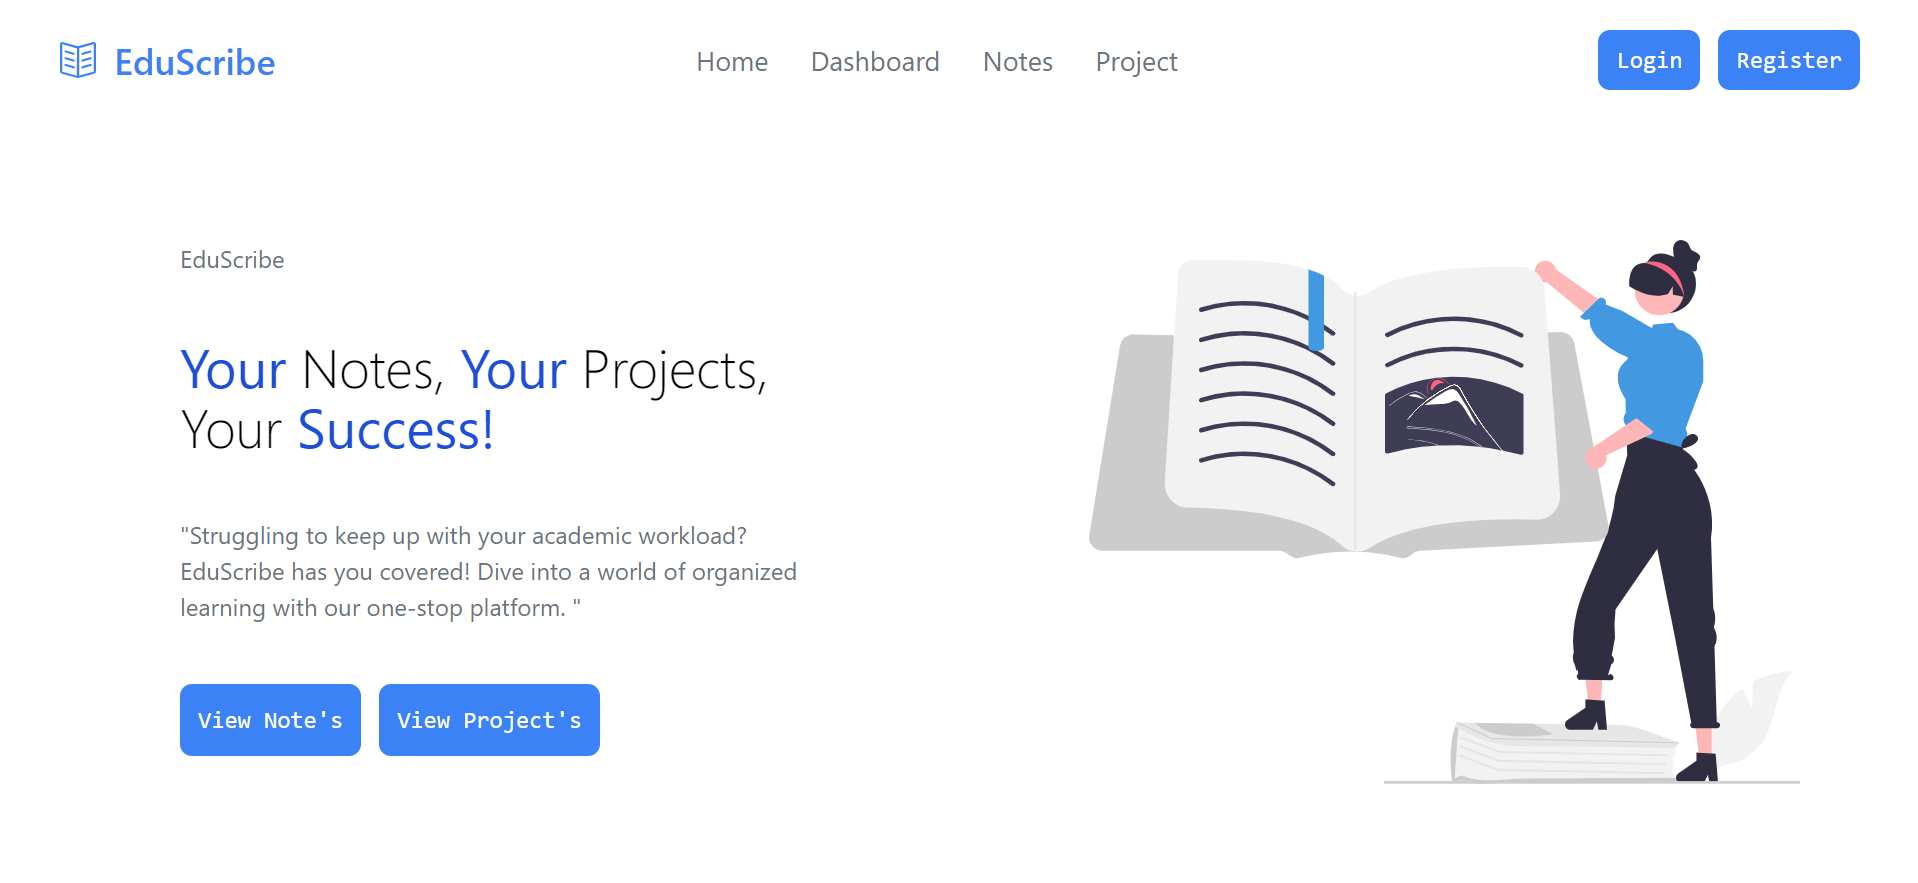 EduScribe
Home Dashboard Notes Project
Login Register
EduScribe
Your Notes, Your Projects,
Your Success!
"Struggling to keep up with your academic workload?
EduScribe has you covered! Dive into a world of organized
learning with our one-stop platform. "
View Note's View Project's